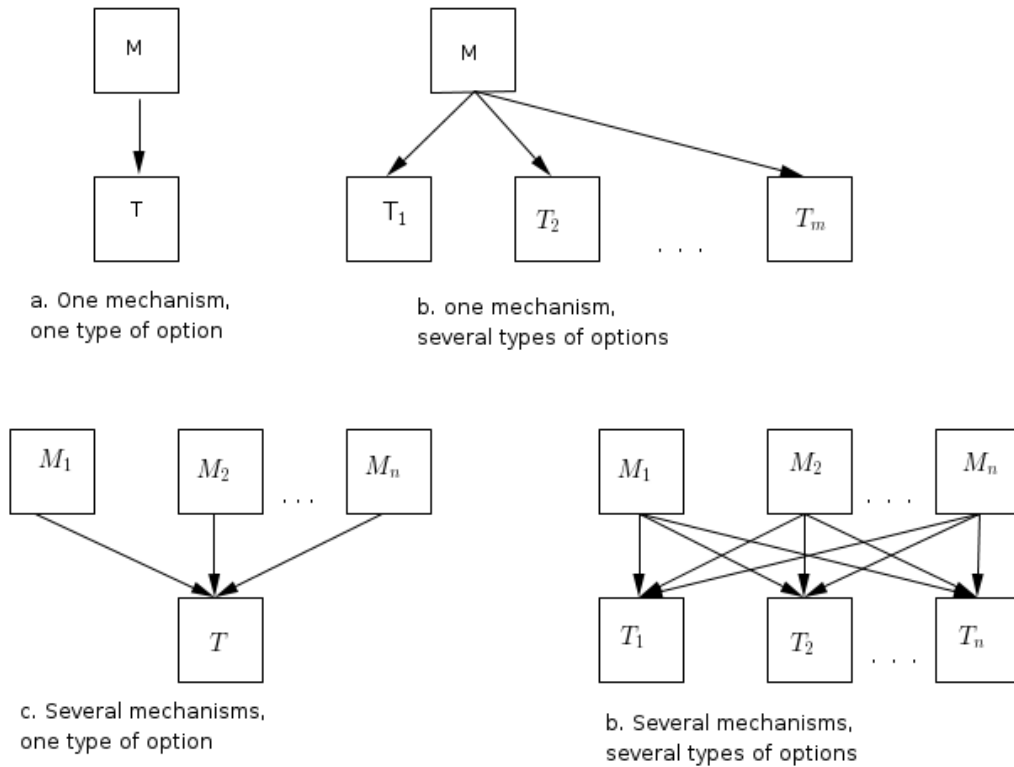 M
M
T
T₁
T₂
. . .
Tₘ
a. One mechanism,
one type of option
b. one mechanism,
several types of options
M₁
M₂
. . .
Mₙ
M₁
M₂
. . .
Mₙ
T
T₁
T₂
. . .
Tₙ
c. Several mechanisms,
one type of option
b. Several mechanisms,
several types of options